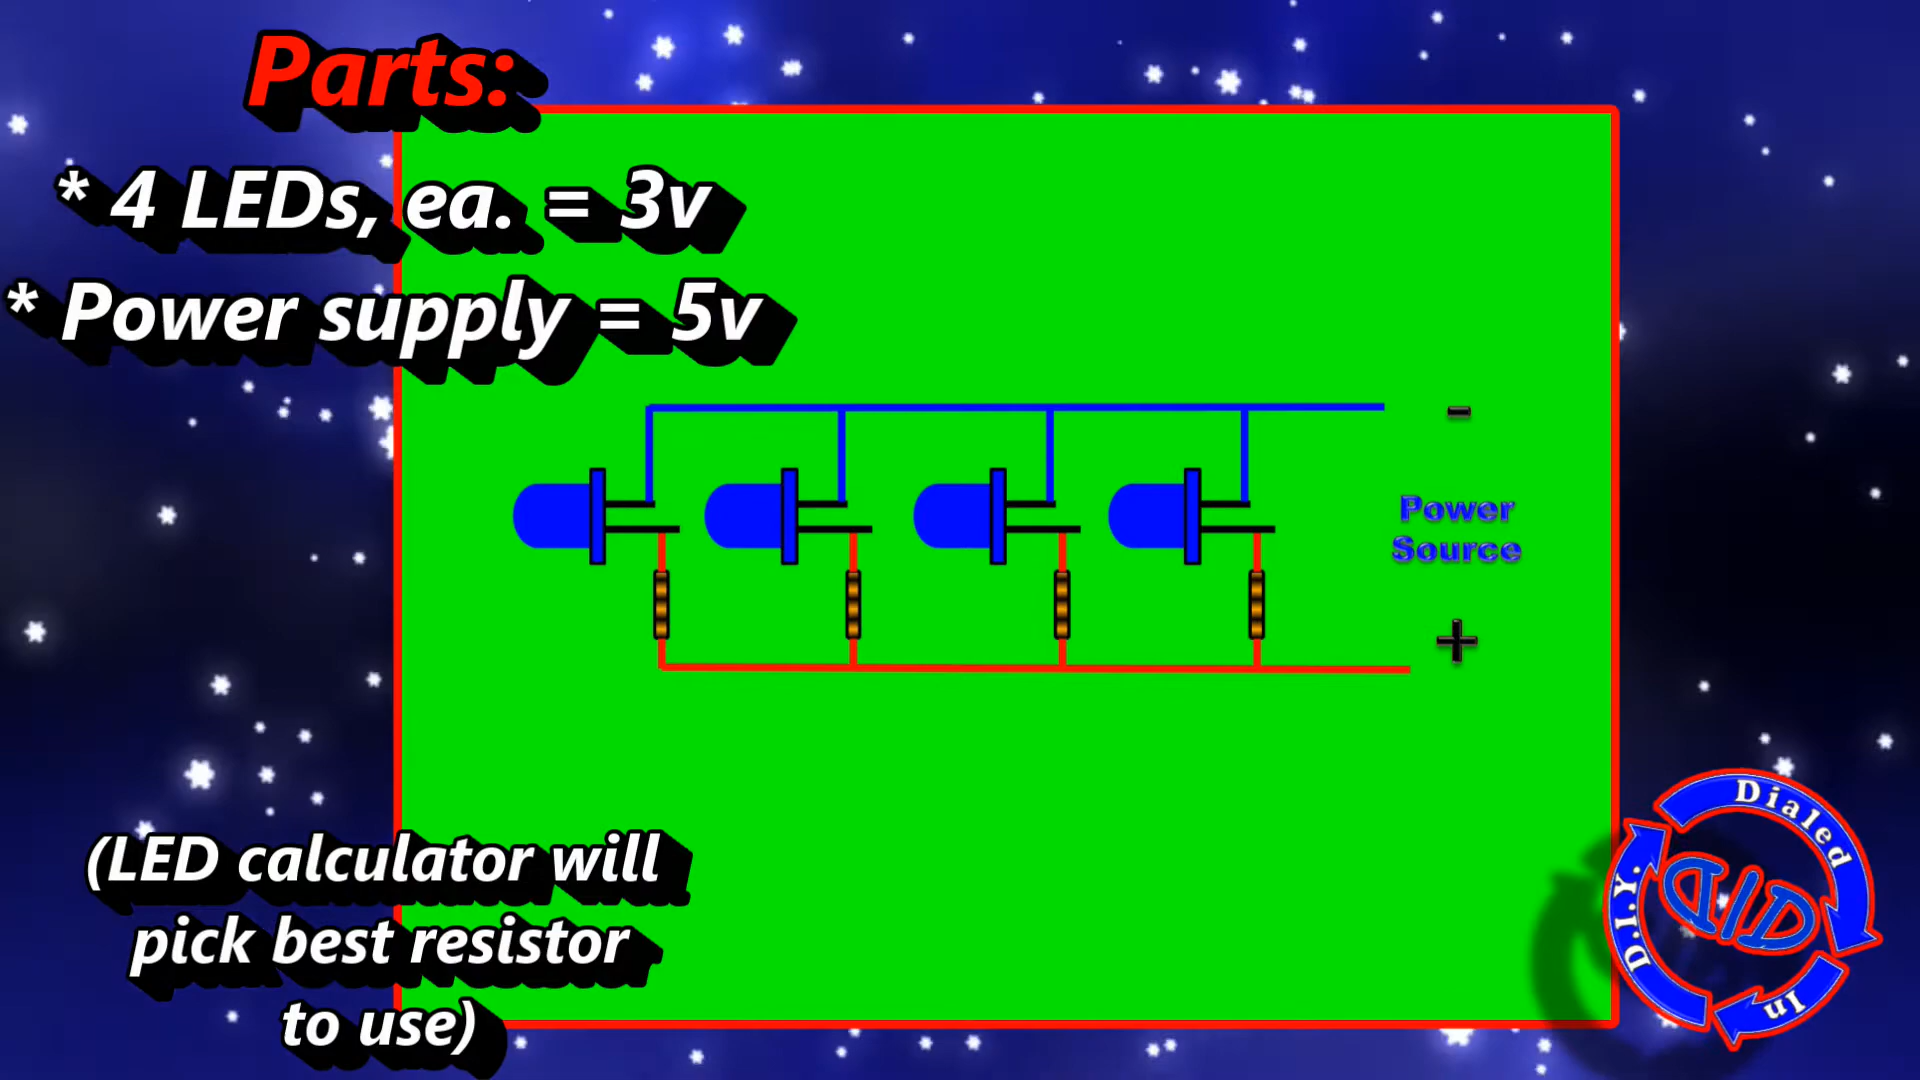 Parts:
* 4 LEDs, ea. = 3v
* Power supply = 5v
-
Power
Source
+
(LED calculator will
pick best resistor
to use)
Dialed
In
D.I.Y.
DID